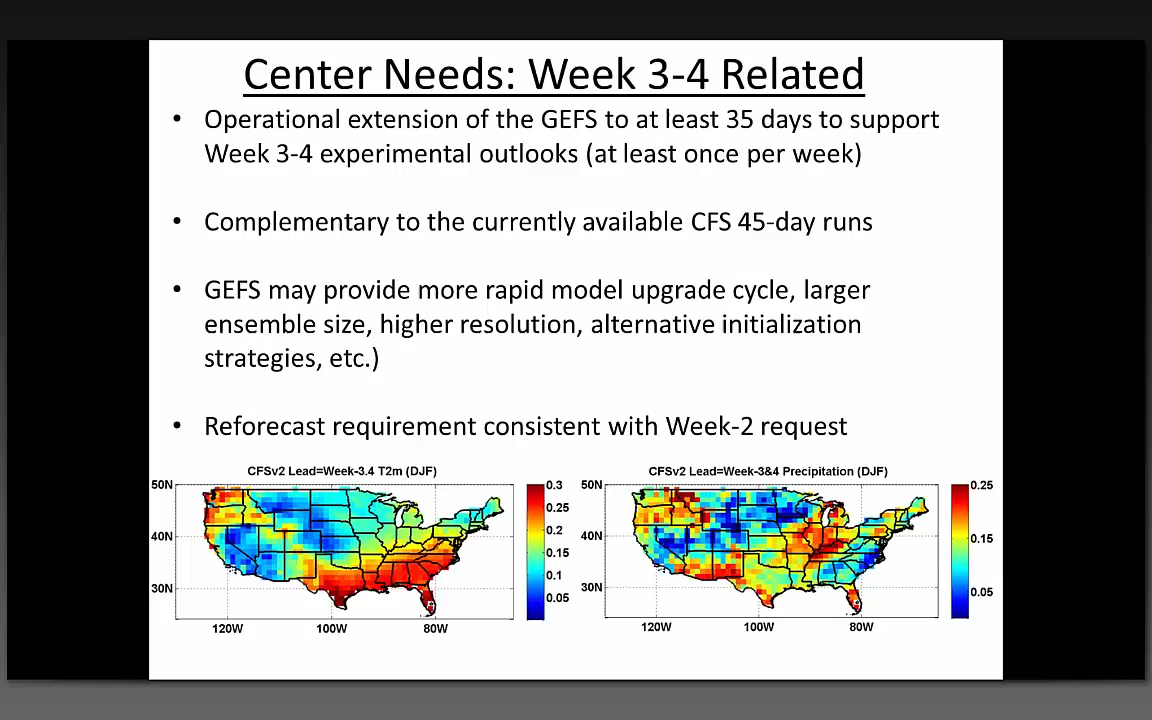 Center Needs: Week 3-4 Related
• Operational extension of the GEFS to at least 35 days to support
Week 3-4 experimental outlooks (at least once per week)
• Complementary to the currently available CFS 45-day runs
• GEFS may provide more rapid model upgrade cycle, larger
ensemble size, higher resolution, alternative initialization
strategies, etc.)
• Reforecast requirement consistent with Week-2 request
CFSv2 Lead=Week-3.4 T2m (DJF)
50N
40N
30N
120W
100W
80W
0.3
0.25
0.2
0.15
0.1
0.05
CFSv2 Lead=Week-3&4 Precipitation (DJF)
50N
40N
30N
120W
100W
80W
0.25
0.15
0.05